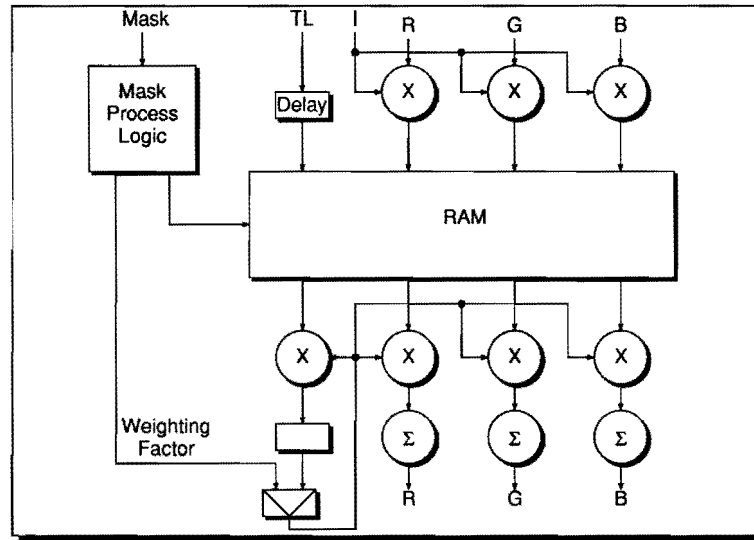 Mask TL I R G B
Mask
Process
Logic
Delay
X X X
RAM
X X X X
Weighting
Factor
Σ Σ Σ
R G B